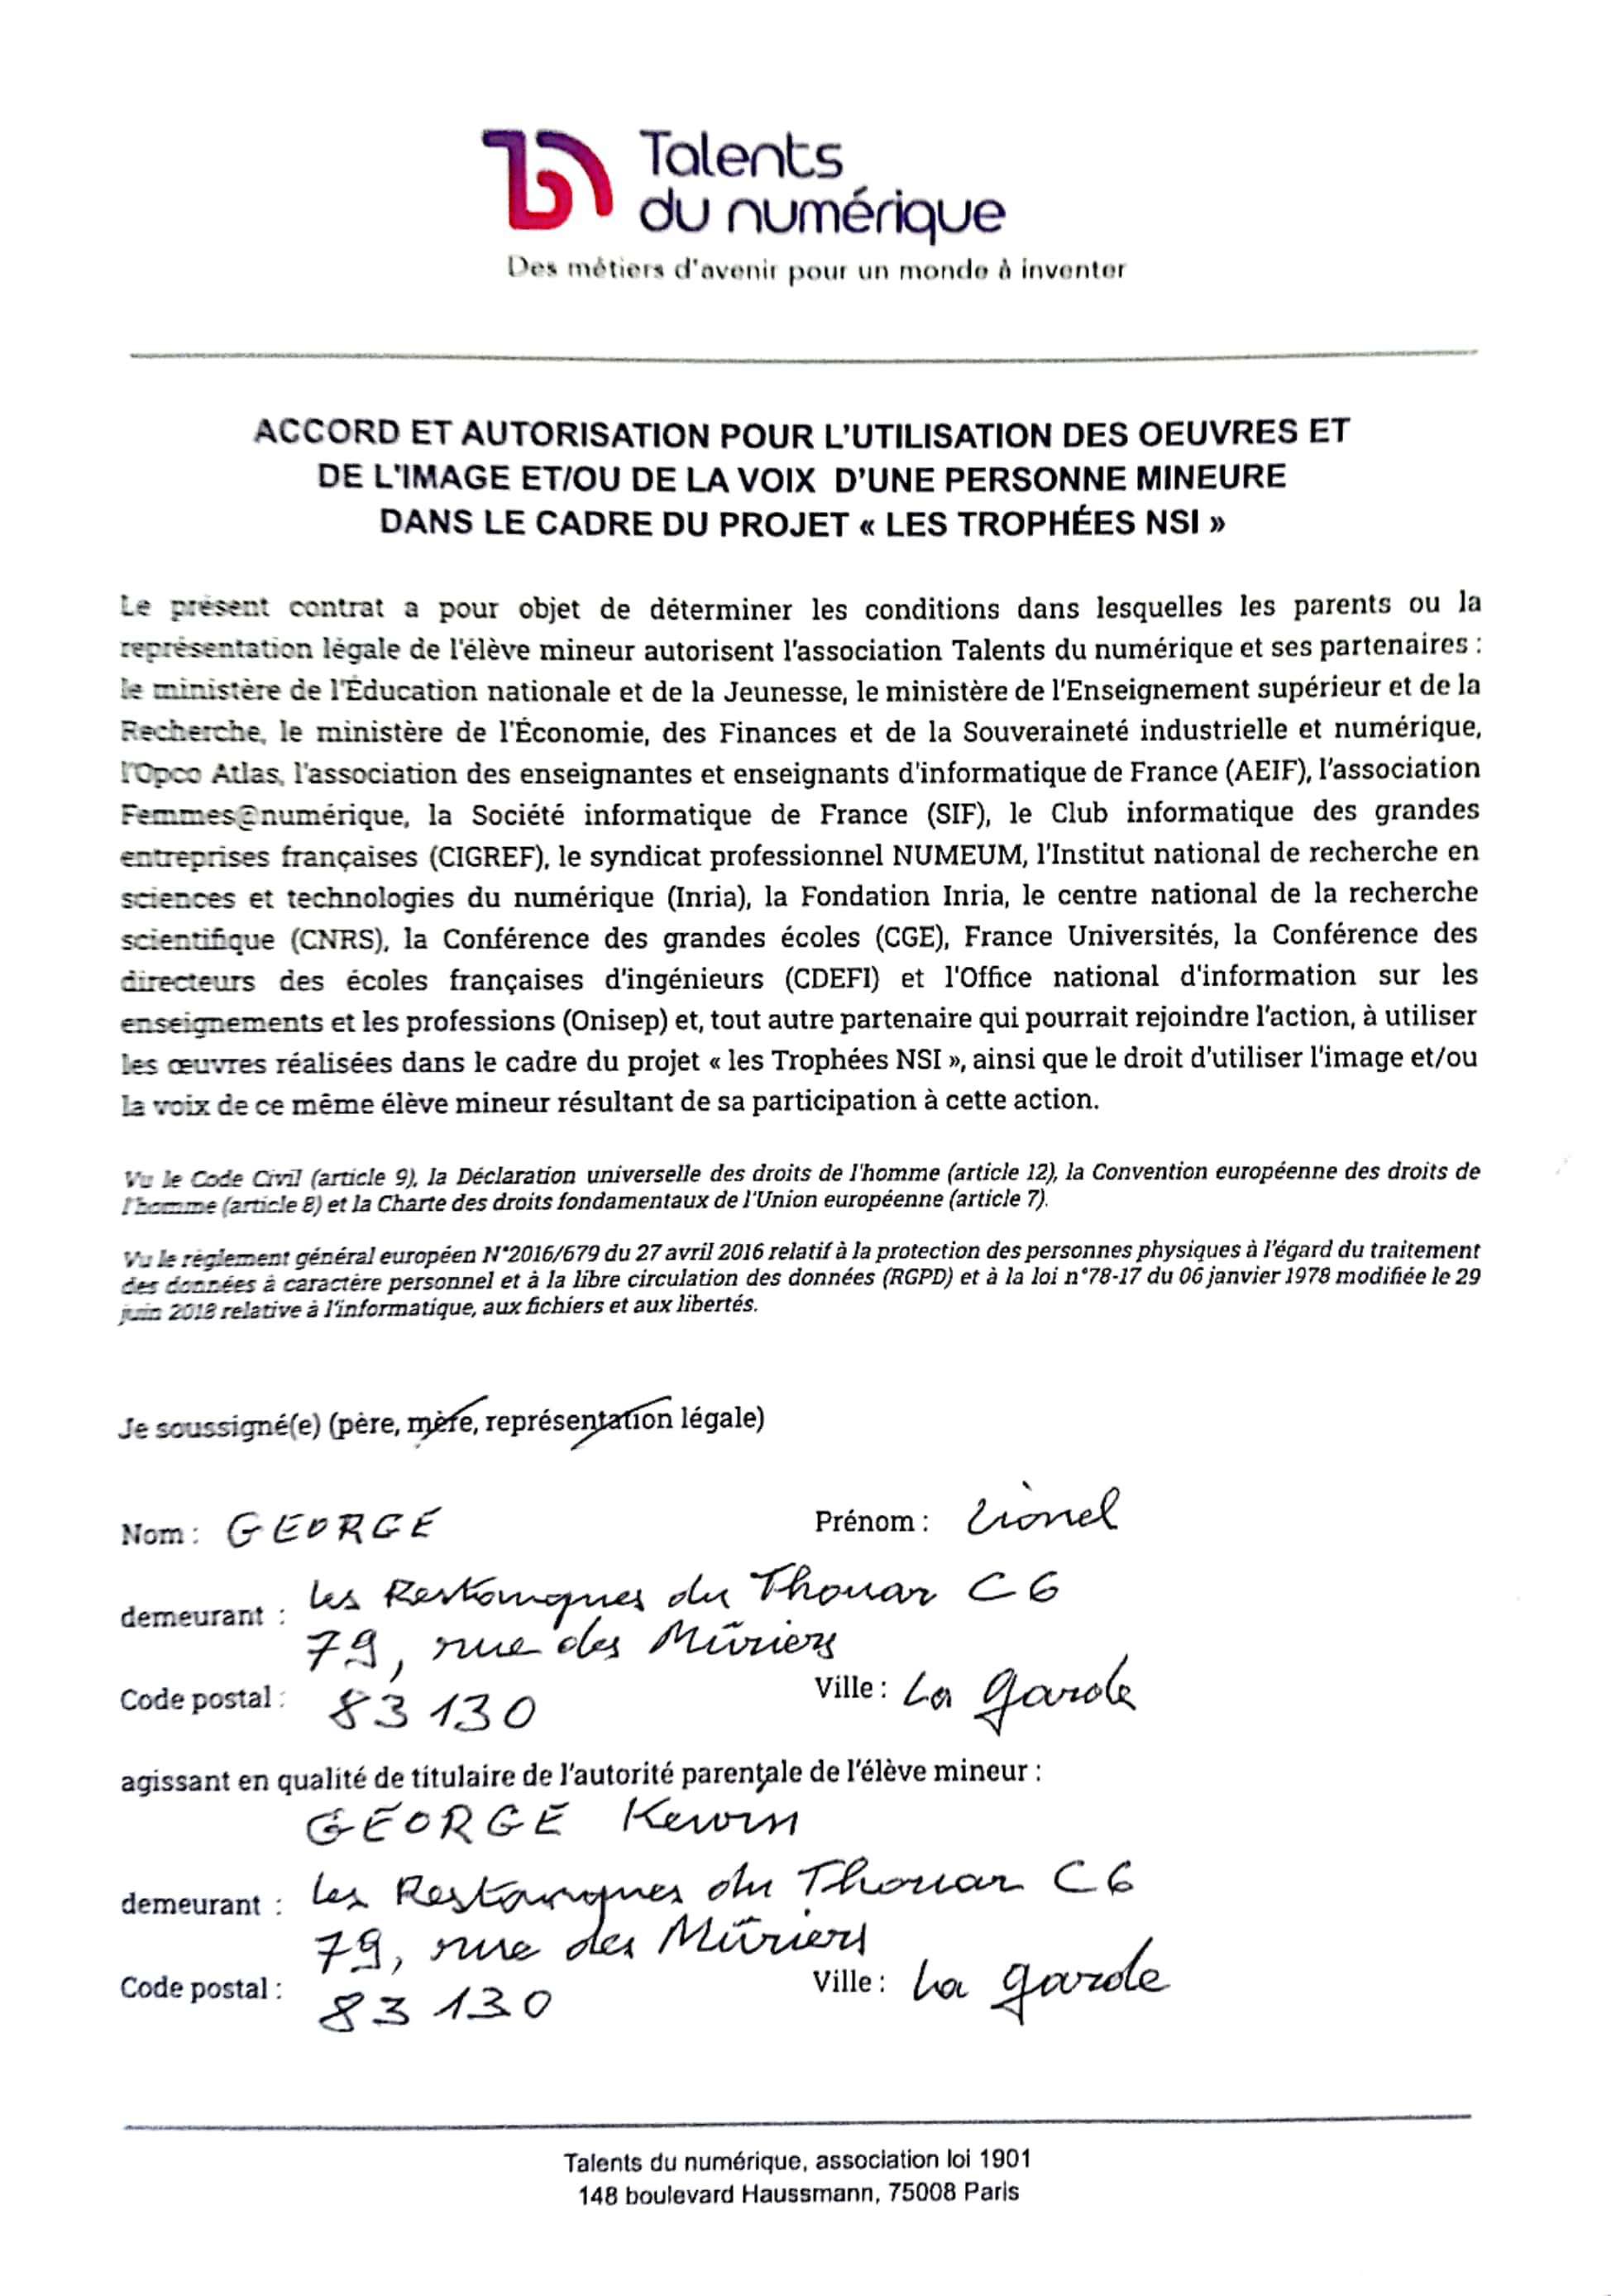 Talents
du numérique
Des métiers d'avenir pour un monde à inventer
ACCORD ET AUTORISATION POUR L'UTILISATION DES OEUVRES ET
DE L'IMAGE ET/OU DE LA VOIX D'UNE PERSONNE MINEURE
DANS LE CADRE DU PROJET « LES TROPHÉES NSI »
Le présent contrat a pour objet de déterminer les conditions dans lesquelles les parents ou la
représentation légale de l'élève mineur autorisent l'association Talents du numérique et ses partenaires :
le ministère de l'Éducation nationale et de la Jeunesse, le ministère de l'Enseignement supérieur et de la
Recherche, le ministère de l'Économie, des Finances et de la Souveraineté industrielle et numérique,
l'Opco Atlas, l'association des enseignantes et enseignants d'informatique de France (AEIF), l'association
Femmes@numérique, la Société informatique de France (SIF), le Club informatique des grandes
entreprises françaises (CIGREF), le syndicat professionnel NUMEUM, l'Institut national de recherche en
sciences et technologies du numérique (Inria), la Fondation Inria, le centre national de la recherche
scientifique (CNRS), la Conférence des grandes écoles (CGE), France Universités, la Conférence des
directeurs des écoles françaises d'ingénieurs (CDEFI) et l'Office national d'information sur les
enseignements et les professions (Onisep) et, tout autre partenaire qui pourrait rejoindre l'action, à utiliser
les œuvres réalisées dans le cadre du projet « les Trophées NSI », ainsi que le droit d'utiliser l'image et/ou
la voix de ce même élève mineur résultant de sa participation à cette action.
Vu le Code Civil (article 9), la Déclaration universelle des droits de l'homme (article 12), la Convention européenne des droits de
l'homme (article 8) et la Charte des droits fondamentaux de l'Union européenne (article 7).
Vu le règlement général européen N°2016/679 du 27 avril 2016 relatif à la protection des personnes physiques à l'égard du traitement
des données à caractère personnel et à la libre circulation des données (RGPD) et à la loi n°78-17 du 06 janvier 1978 modifiée le 29
juin 2018 relative à l'informatique, aux fichiers et aux libertés.
Je soussigné(e) (père, mère, représentation légale)
Nom : GEORGE Prénom : Lionel
demeurant : Les Restanques du Thouar C6
79, rue des Mûriers
Code postal : 83130 Ville : La Garde
agissant en qualité de titulaire de l'autorité parentale de l'élève mineur :
GEORGE Kewin
demeurant : Les Restanques du Thouar C6
79, rue des Mûriers
Code postal : 83130 Ville : La Garde
Talents du numérique, association loi 1901
148 boulevard Haussmann, 75008 Paris